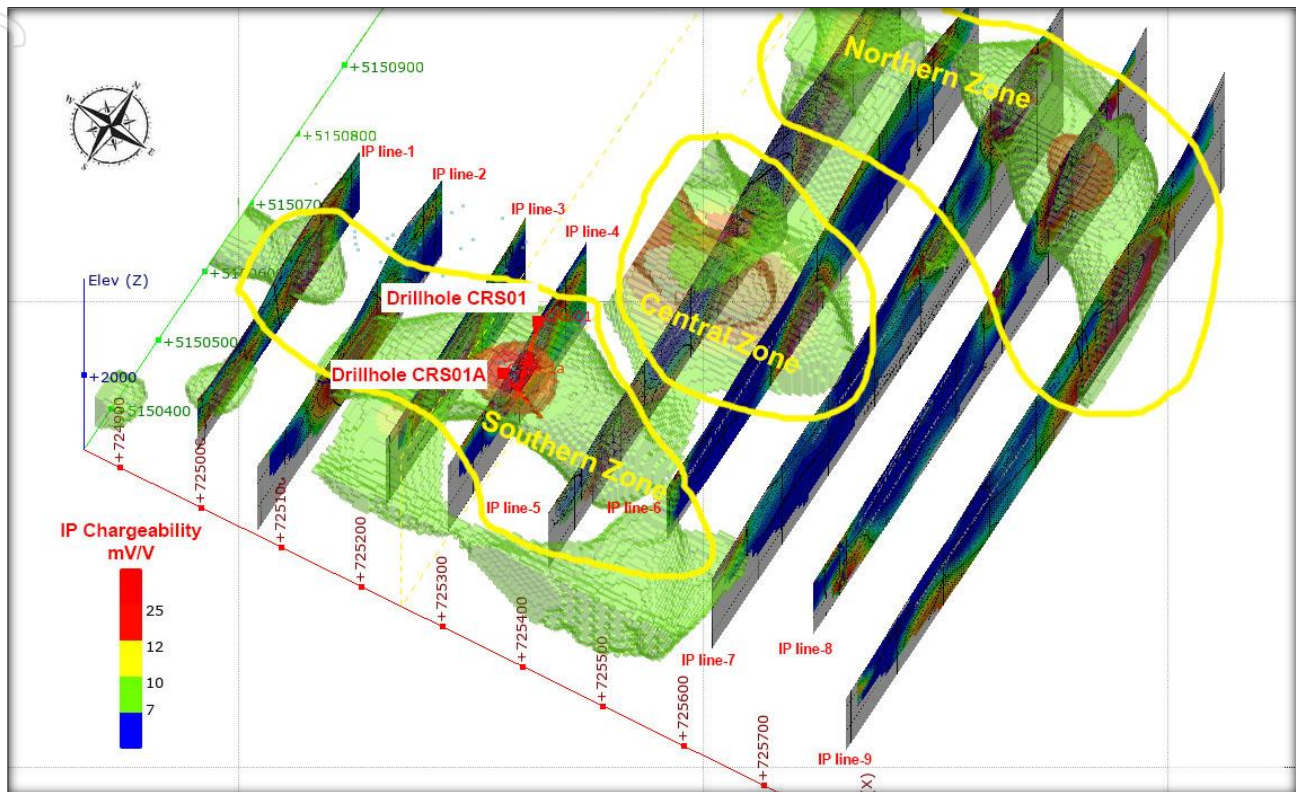 Northern Zone
+5150900
N
W
E
S
+5150800
IP line-1
IP line-2
IP line-3
IP line-4
Elev (Z)
Drillhole CRS01
Central Zone
+5150500
+2000
Drillhole CRS01A
5150400
Southern Zone
+724900
+725000
IP line-5
IP line-6
IP Chargeability
mV/V
+725200
+725300
25
12
10
7
+725400
+725500
IP line-7
IP line-8
+725600
+725700
IP line-9
(X)